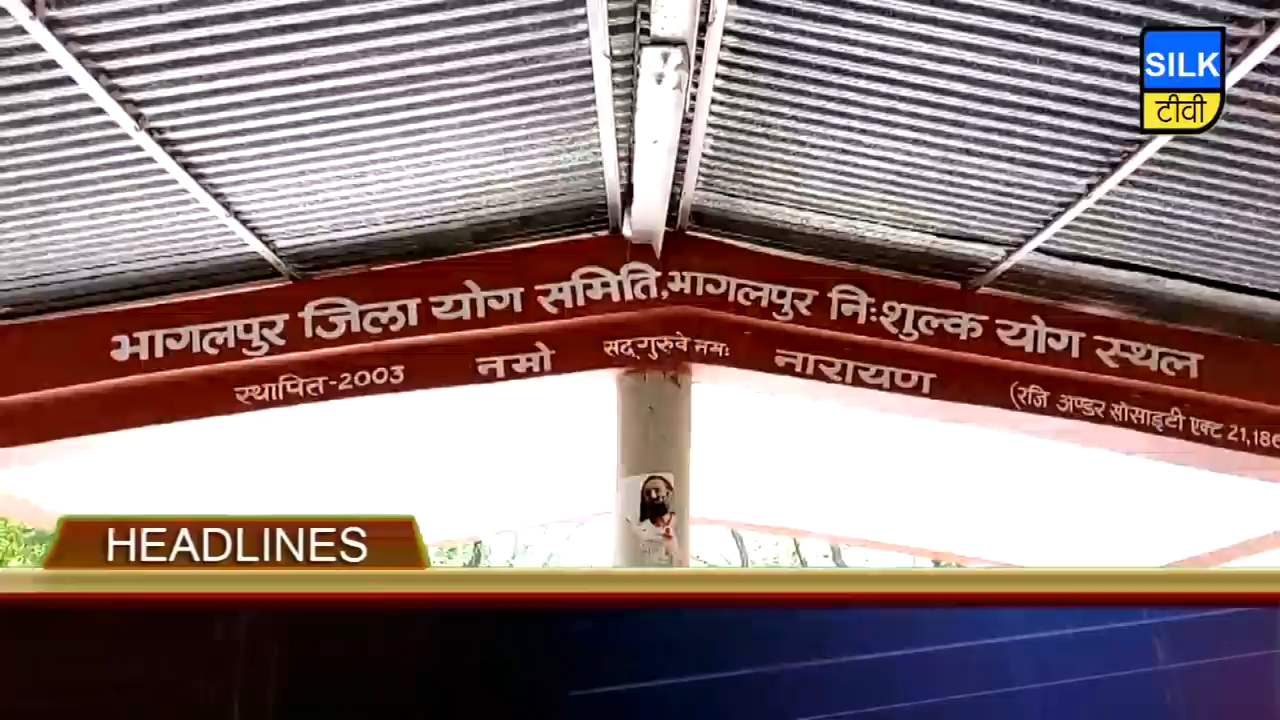 SILK
टीवी
भागलपुर जिला योग समिति, भागलपुर निःशुल्क योग स्थल
स्थापित-2003 नमो सद्गुरुवे नमः नारायण (रजि अण्डर सोसाइटी एक्ट 21,186
HEADLINES